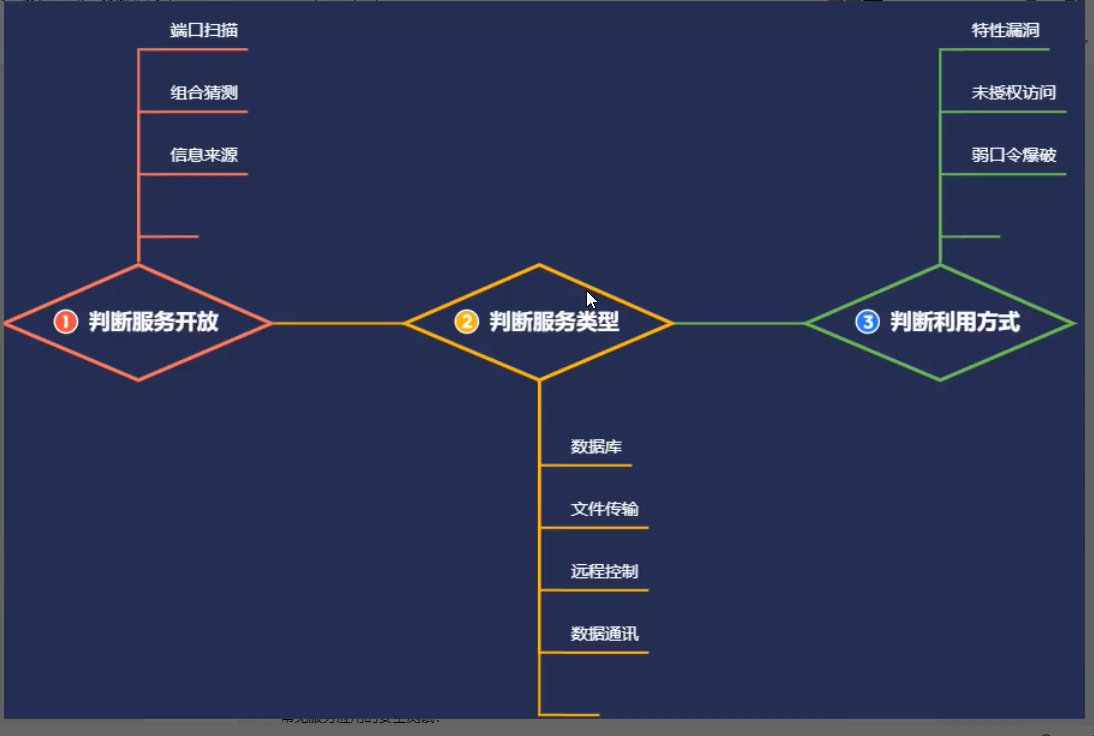 端口扫描
组合猜测
信息来源
1 判断服务开放
2 判断服务类型
数据库
文件传输
远程控制
数据通讯
特性漏洞
未授权访问
弱口令爆破
3 判断利用方式